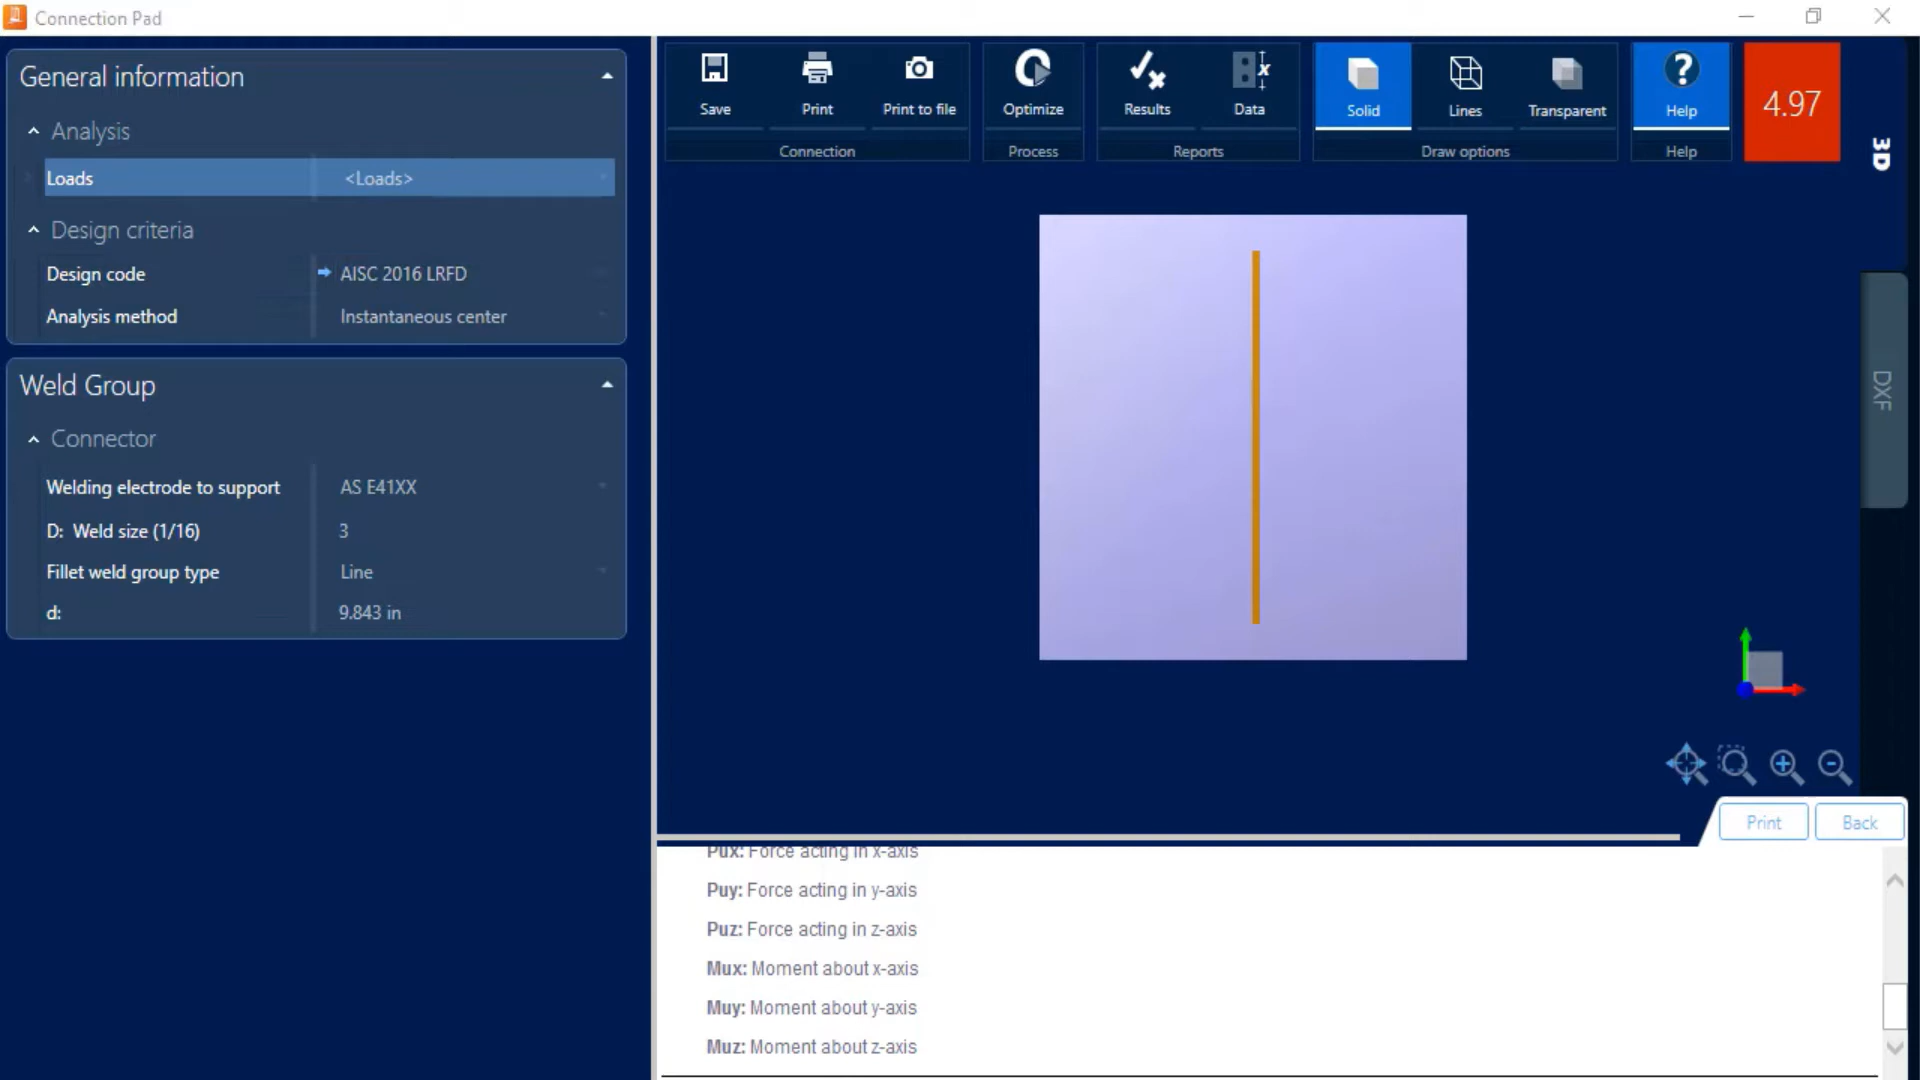 Connection Pad
General information
Analysis
Loads <Loads>
Design criteria
Design code AISC 2016 LRFD
Analysis method Instantaneous center
Weld Group
Connector
Welding electrode to support AS E41XX
D: Weld size (1/16) 3
Fillet weld group type Line
d: 9.843 in
Save Print Print to file
Connection
Optimize
Process
Results Data
Reports
Solid Lines Transparent
Draw options
Help
Help
4.97
3D
DXF
Print Back
Pux: Force acting in x-axis
Puy: Force acting in y-axis
Puz: Force acting in z-axis
Mux: Moment about x-axis
Muy: Moment about y-axis
Muz: Moment about z-axis